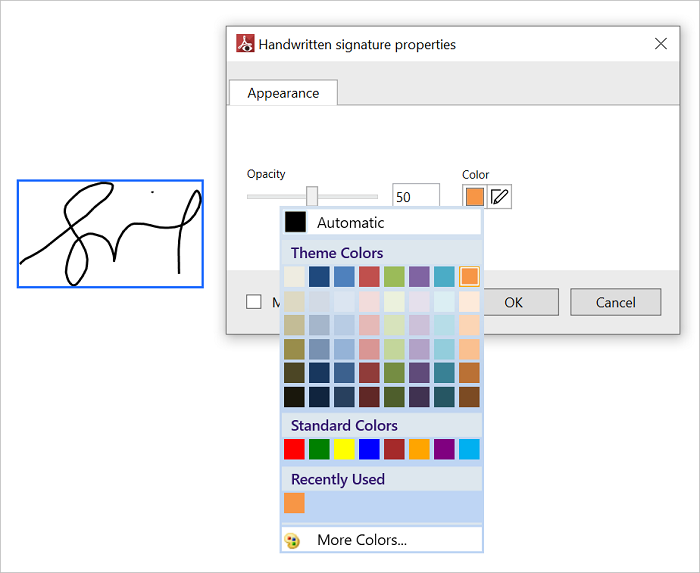 Handwritten signature properties
Appearance
Opacity
Color
50
Automatic
Theme Colors
M
OK
Cancel
Standard Colors
Recently Used
More Colors...